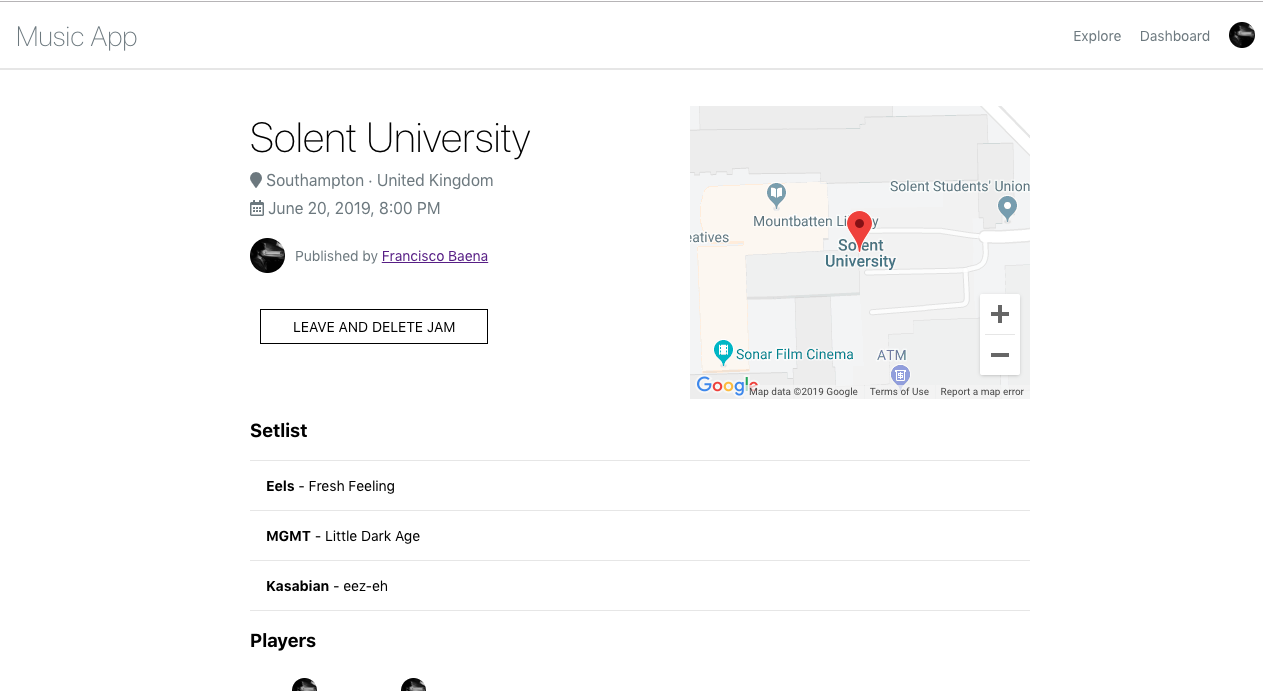 Music App
Explore
Dashboard
Solent University
Southampton · United Kingdom
June 20, 2019, 8:00 PM
Published by Francisco Baena
LEAVE AND DELETE JAM
Solent Students' Union
Mountbatten Li y
eatives
Solent
University
Sonar Film Cinema
ATM
Google
Map data ©2019 Google
Terms of Use
Report a map error
Setlist
Eels - Fresh Feeling
MGMT - Little Dark Age
Kasabian - eez-eh
Players